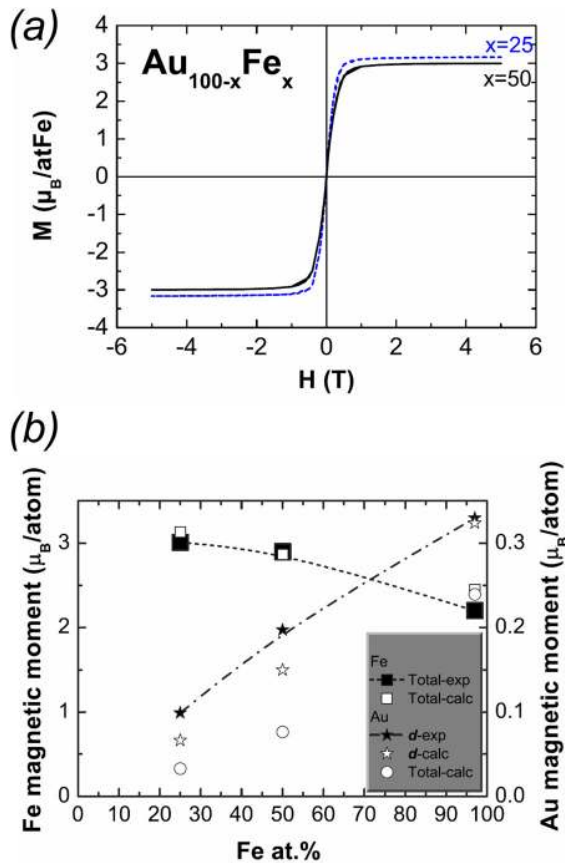 (a)
Au100-xFex
x=25
x=50
M (μB/atFe)
4
3
2
1
0
-1
-2
-3
-4
-6 -4 -2 0 2 4 6
H (T)
(b)
Fe magnetic moment (μB/atom)
3
2
1
0
Au magnetic moment (μB/atom)
0.3
0.2
0.1
0.0
Fe
Total-exp
Total-calc
Au
d-exp
d-calc
Total-calc
0 10 20 30 40 50 60 70 80 90 100
Fe at.%